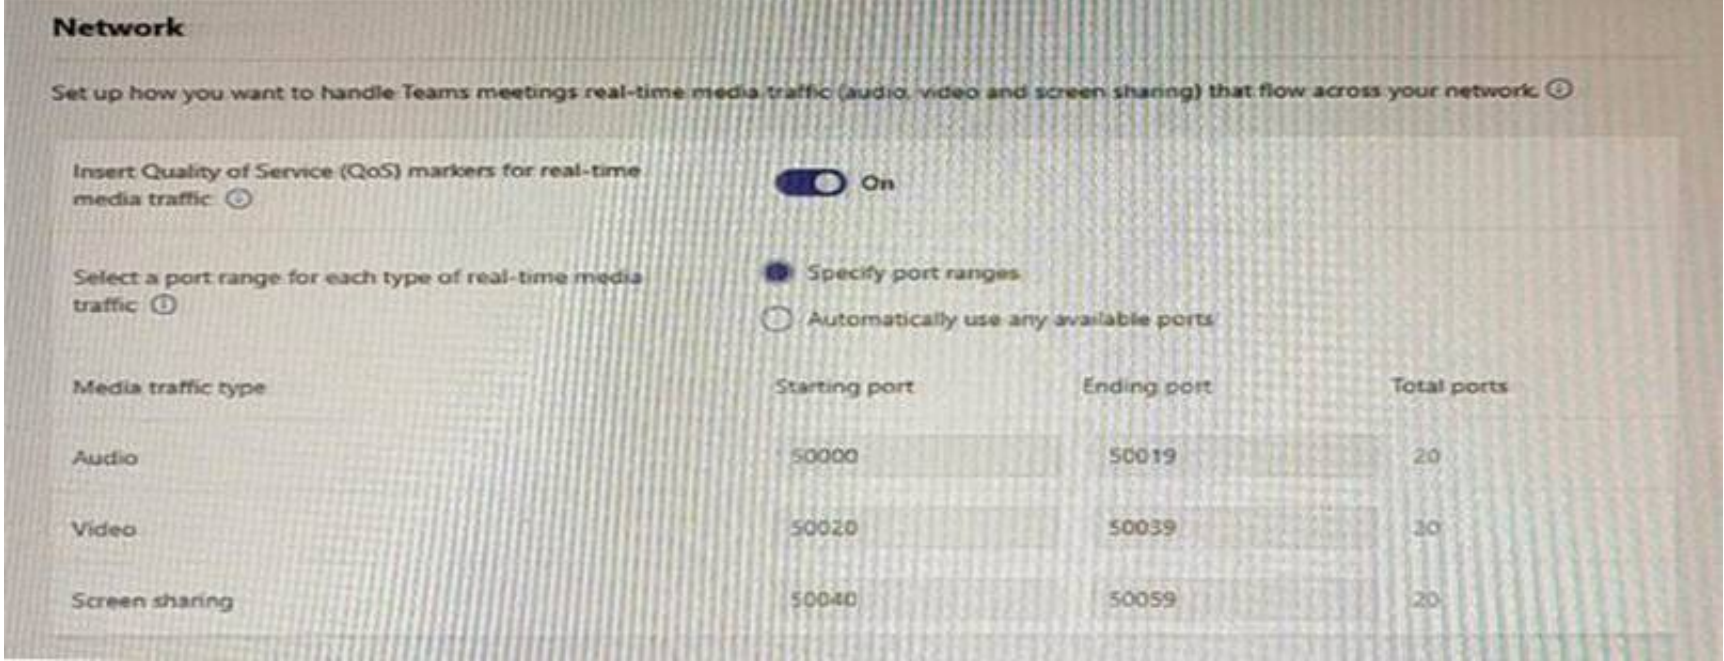 Network
Set up how you want to handle Teams meetings real-time media traffic (audio, video and screen sharing) that flow across your network.
Insert Quality of Service (QoS) markers for real-time
media traffic
On
Select a port range for each type of real-time media
traffic
Specify port ranges
Automatically use any available ports
Media traffic type Starting port Ending port Total ports
Audio 50000 50019 20
Video 50020 50039 20
Screen sharing 50040 50059 20